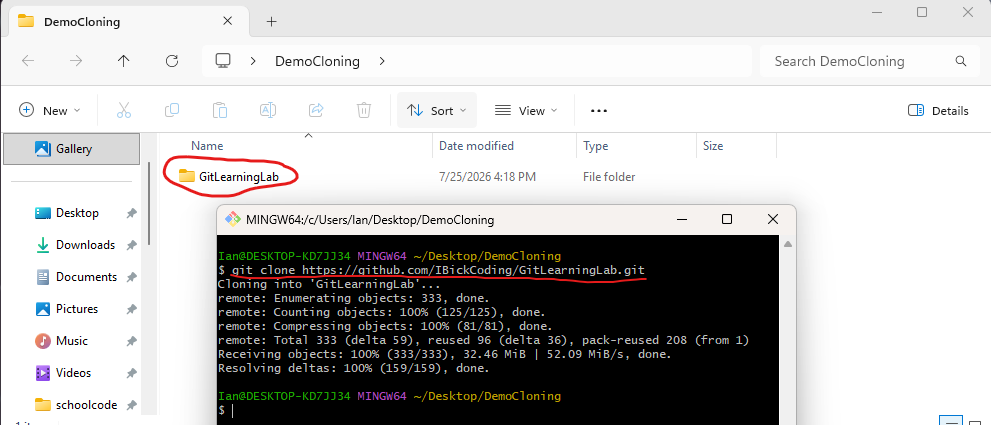 DemoCloning
DemoCloning
Search DemoCloning
New
Sort
View
Details
Gallery
Name
Date modified
Type
Size
GitLearningLab
7/25/2026 4:18 PM
File folder
Desktop
Downloads
Documents
Pictures
Music
Videos
schoolcode
MINGW64:/c/Users/Ian/Desktop/DemoCloning
Ian@DESKTOP-KD7JJ34 MINGW64 ~/Desktop/DemoCloning
$ git clone https://github.com/IBickCoding/GitLearningLab.git
Cloning into 'GitLearningLab'...
remote: Enumerating objects: 333, done.
remote: Counting objects: 100% (125/125), done.
remote: Compressing objects: 100% (81/81), done.
remote: Total 333 (delta 59), reused 96 (delta 36), pack-reused 208 (from 1)
Receiving objects: 100% (333/333), 32.46 MiB | 52.09 MiB/s, done.
Resolving deltas: 100% (159/159), done.
Ian@DESKTOP-KD7JJ34 MINGW64 ~/Desktop/DemoCloning
$